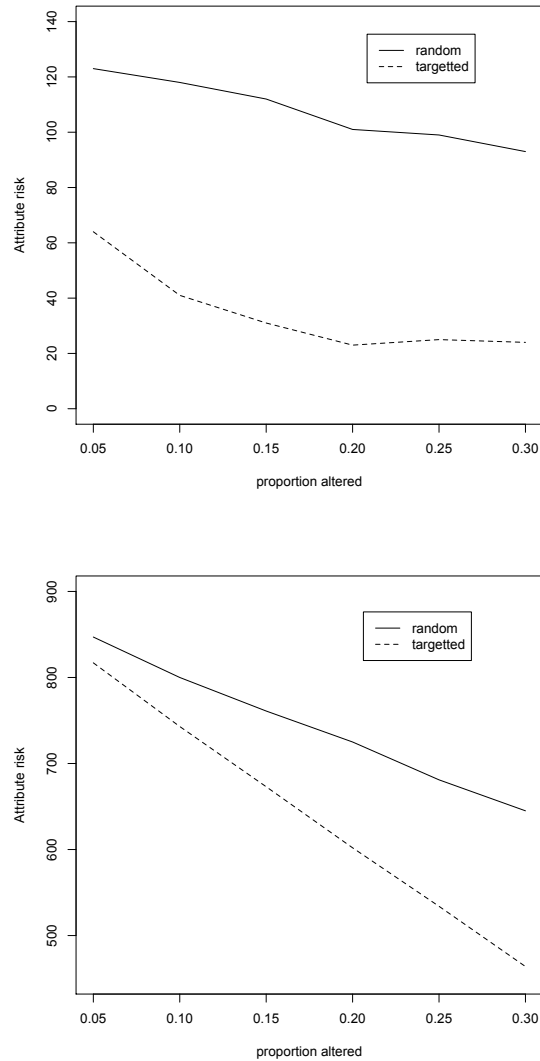 140
120
100
80
60
40
20
0
Attribute risk
random
targetted
0.05 0.10 0.15 0.20 0.25 0.30
proportion altered
900
800
700
600
500
Attribute risk
random
targetted
0.05 0.10 0.15 0.20 0.25 0.30
proportion altered